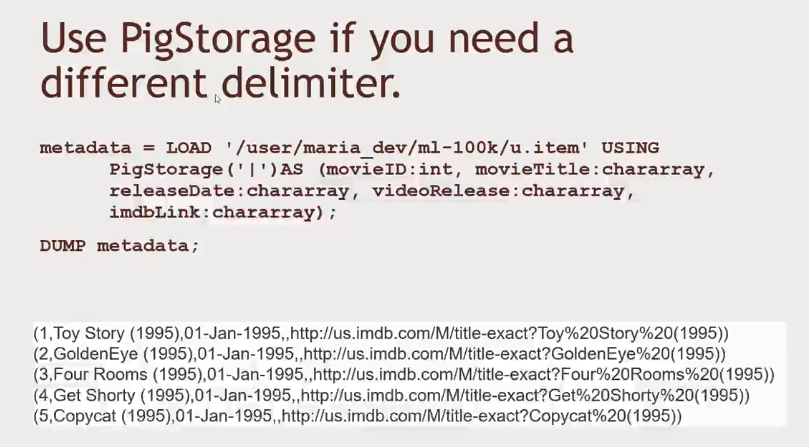 Use PigStorage if you need a
different delimiter.
metadata = LOAD '/user/maria_dev/ml-100k/u.item' USING
PigStorage('|')AS (movieID:int, movieTitle:chararray,
releaseDate:chararray, videoRelease:chararray,
imdbLink:chararray);
DUMP metadata;
(1,Toy Story (1995),01-Jan-1995,,http://us.imdb.com/M/title-exact?Toy%20Story%20(1995))
(2,GoldenEye (1995),01-Jan-1995,,http://us.imdb.com/M/title-exact?GoldenEye%20(1995))
(3,Four Rooms (1995),01-Jan-1995,,http://us.imdb.com/M/title-exact?Four%20Rooms%20(1995))
(4,Get Shorty (1995),01-Jan-1995,,http://us.imdb.com/M/title-exact?Get%20Shorty%20(1995))
(5,Copycat (1995),01-Jan-1995,,http://us.imdb.com/M/title-exact?Copycat%20(1995))